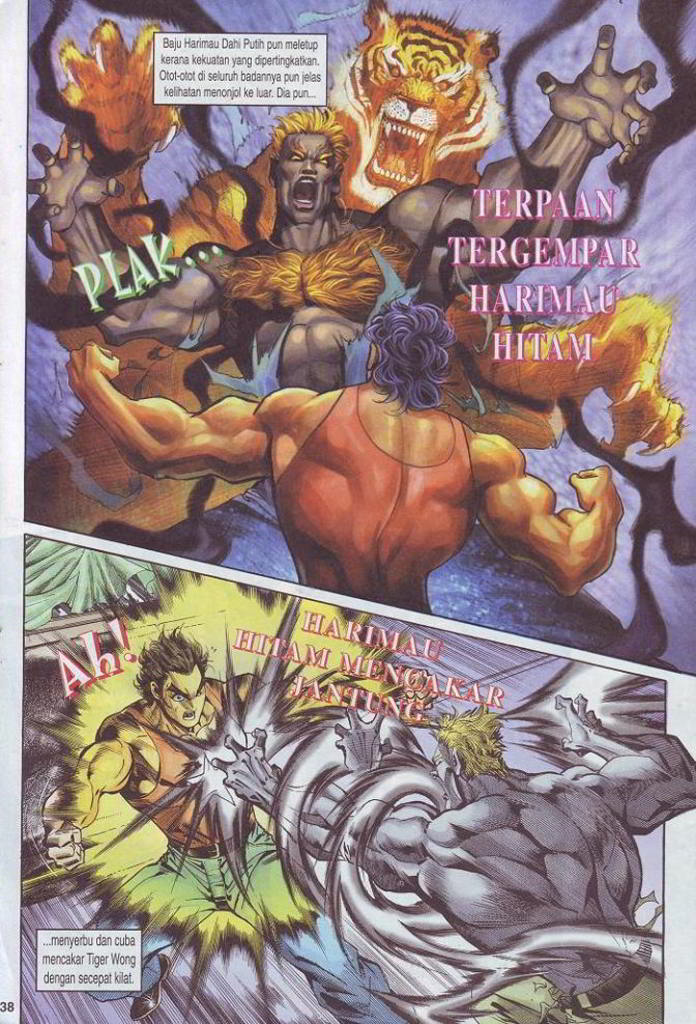 Baju Harimau Dahi Putih pun meletup
kerana kekuatan yang dipertingkatkan.
Otot-otot di seluruh badannya pun jelas
kelihatan menonjol ke luar. Dia pun...
TERPAAN
TERGEMPAR
HARIMAU
HITAM
PLAK...
Ah!
HARIMAU
HITAM MENCAKAR
JANTUNG
...menyerbu dan cuba
mencakar Tiger Wong
dengan secepat kilat.
38